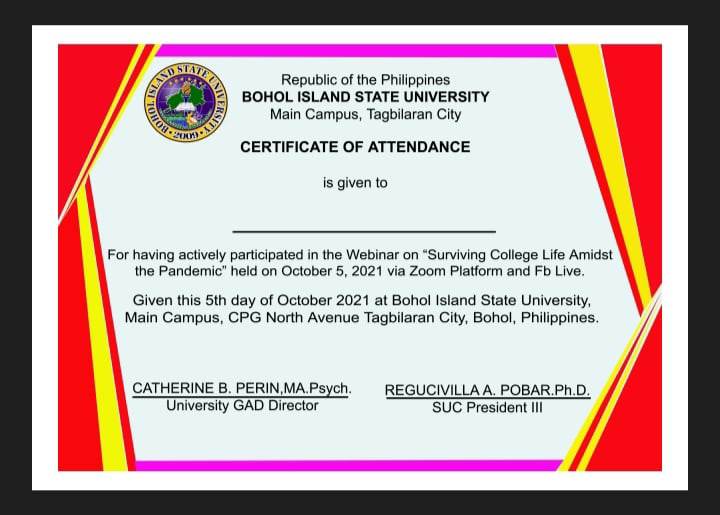 BOHOL ISLAND STATE UNIVERSITY
2009
Republic of the Philippines
BOHOL ISLAND STATE UNIVERSITY
Main Campus, Tagbilaran City
CERTIFICATE OF ATTENDANCE
is given to
For having actively participated in the Webinar on “Surviving College Life Amidst
the Pandemic” held on October 5, 2021 via Zoom Platform and Fb Live.
Given this 5th day of October 2021 at Bohol Island State University,
Main Campus, CPG North Avenue Tagbilaran City, Bohol, Philippines.
CATHERINE B. PERIN,MA.Psych.
University GAD Director
REGUCIVILLA A. POBAR.Ph.D.
SUC President III